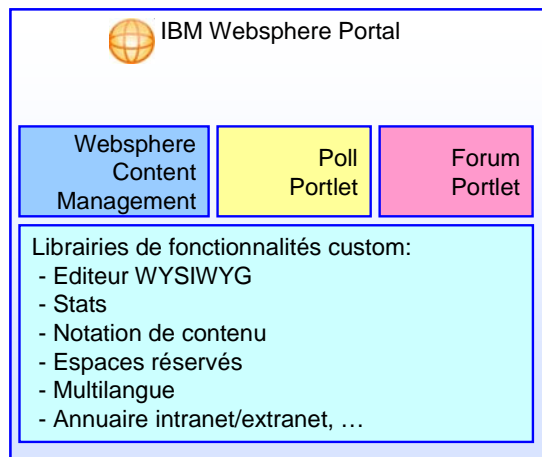 IBM Websphere Portal
Websphere
Content
Management
Poll
Portlet
Forum
Portlet
Librairies de fonctionnalités custom:
- Editeur WYSIWYG
- Stats
- Notation de contenu
- Espaces réservés
- Multilangue
- Annuaire intranet/extranet, …